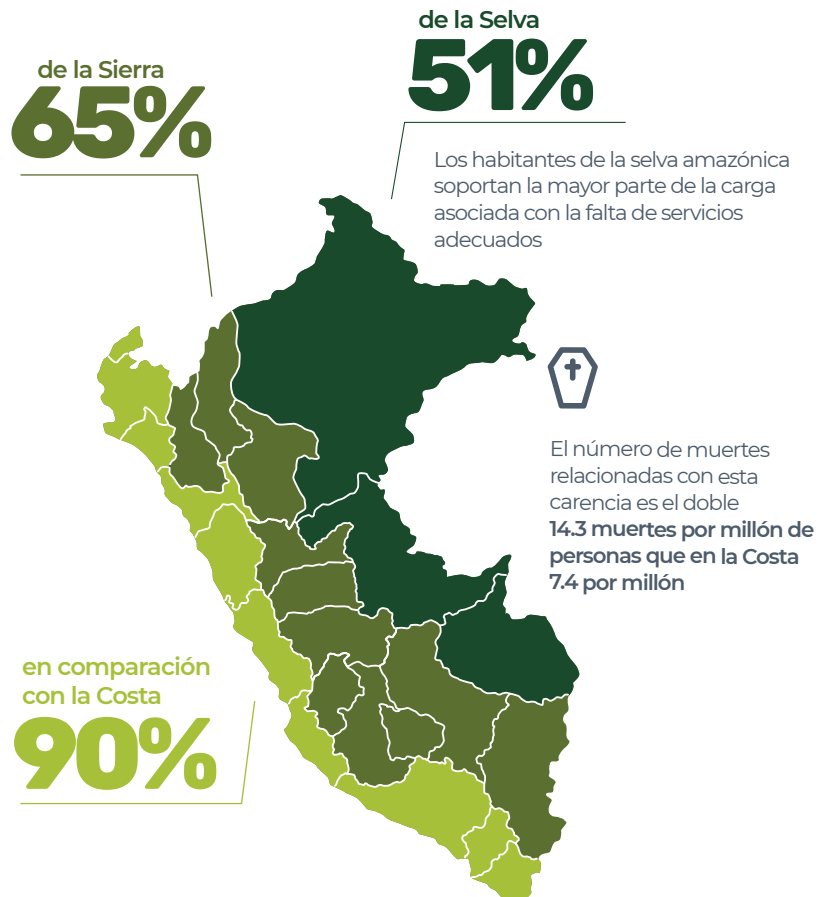 de la Selva
51%
de la Sierra
65%
Los habitantes de la selva amazónica
soportan la mayor parte de la carga
asociada con la falta de servicios
adecuados
El número de muertes
relacionadas con esta
carencia es el doble
14.3 muertes por millón de
personas que en la Costa
7.4 por millón
en comparación
con la Costa
90%